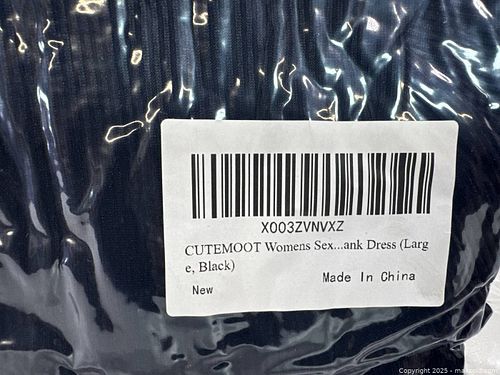 X003ZVNVXZ
CUTEMOOT Womens Sex...ank Dress (Larg
e, Black)
New
Made In China
Copyright 2025 -